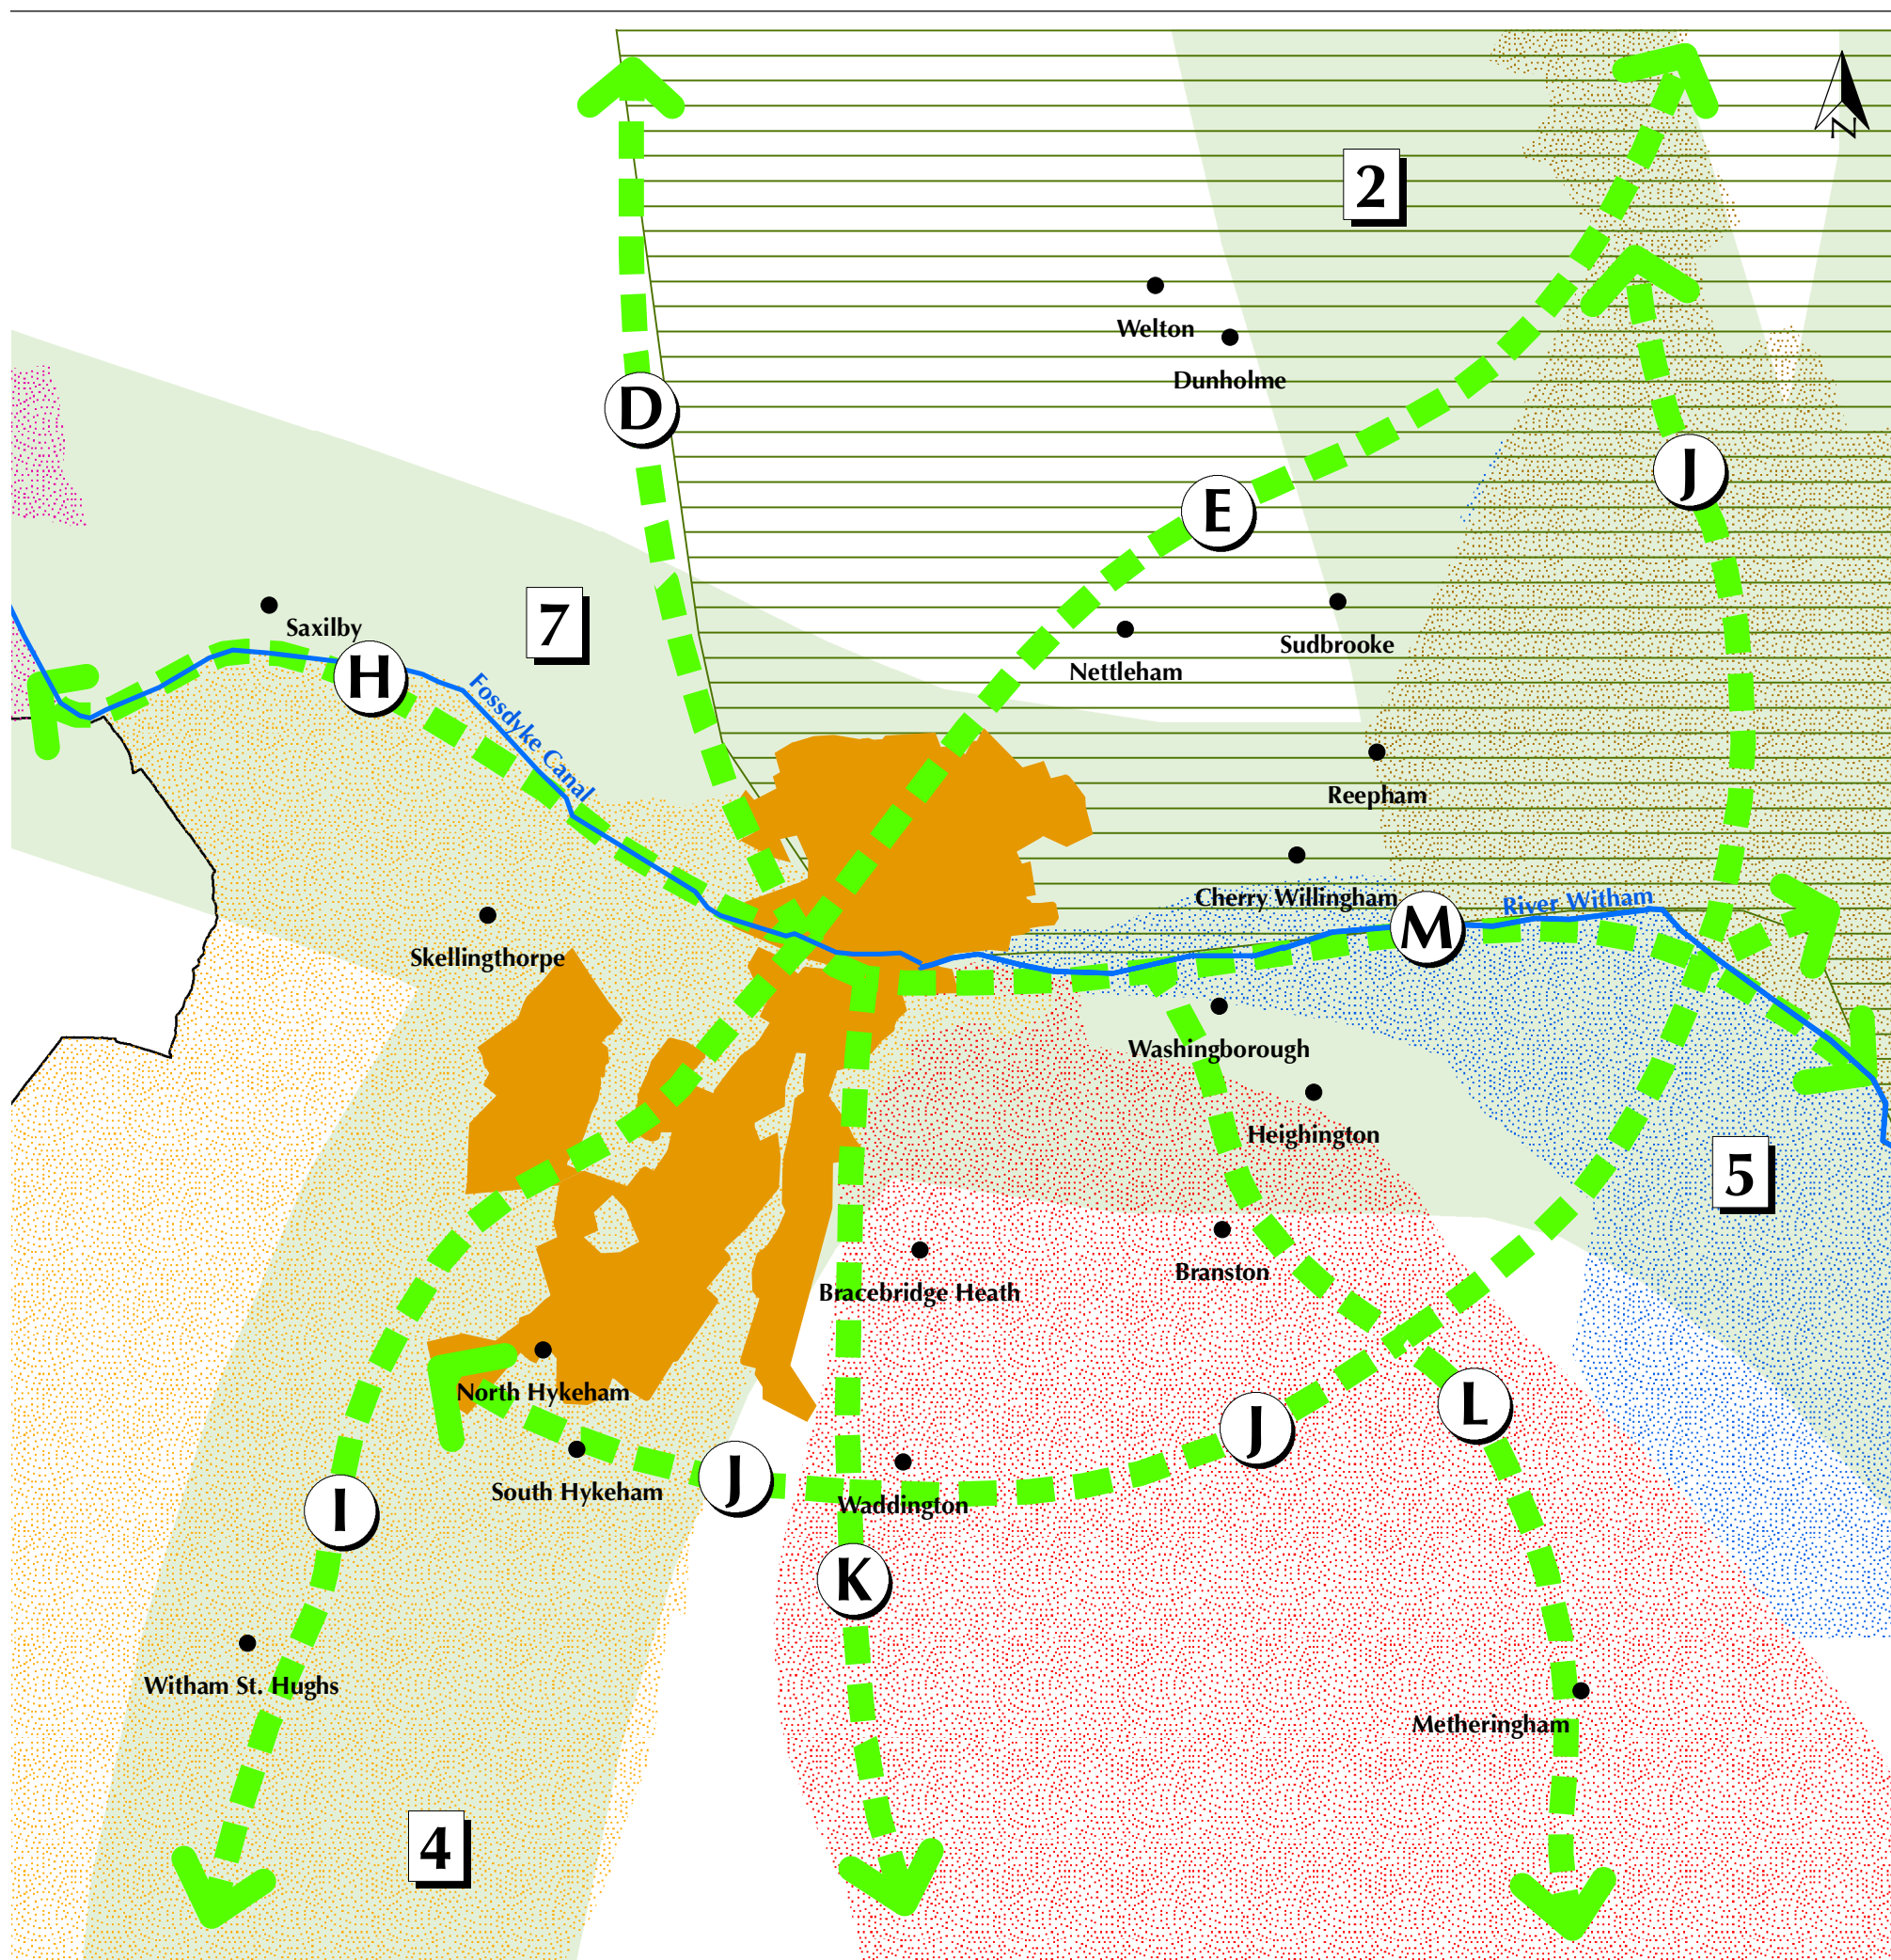 N
2
Welton
Dunholme
D
J
E
Saxilby
7
Sudbrooke
Nettleham
H
Fossdyke Canal
Reepham
Cherry Willingham
River Witham
M
Skellingthorpe
Washingborough
Heighington
5
Branston
Bracebridge Heath
North Hykeham
L
J
South Hykeham
J
Waddington
I
K
Witham St. Hughs
Metheringham
4